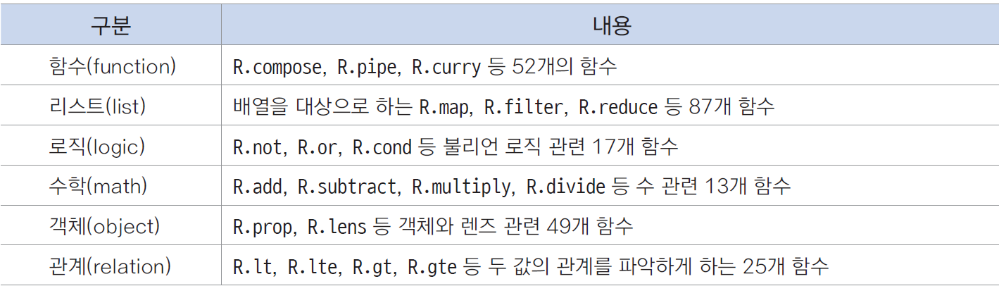 구분 내용
함수(function) R.compose, R.pipe, R.curry 등 52개의 함수
리스트(list) 배열을 대상으로 하는 R.map, R.filter, R.reduce 등 87개 함수
로직(logic) R.not, R.or, R.cond 등 불리언 로직 관련 17개 함수
수학(math) R.add, R.subtract, R.multiply, R.divide 등 수 관련 13개 함수
객체(object) R.prop, R.lens 등 객체와 렌즈 관련 49개 함수
관계(relation) R.lt, R.lte, R.gt, R.gte 등 두 값의 관계를 파악하게 하는 25개 함수